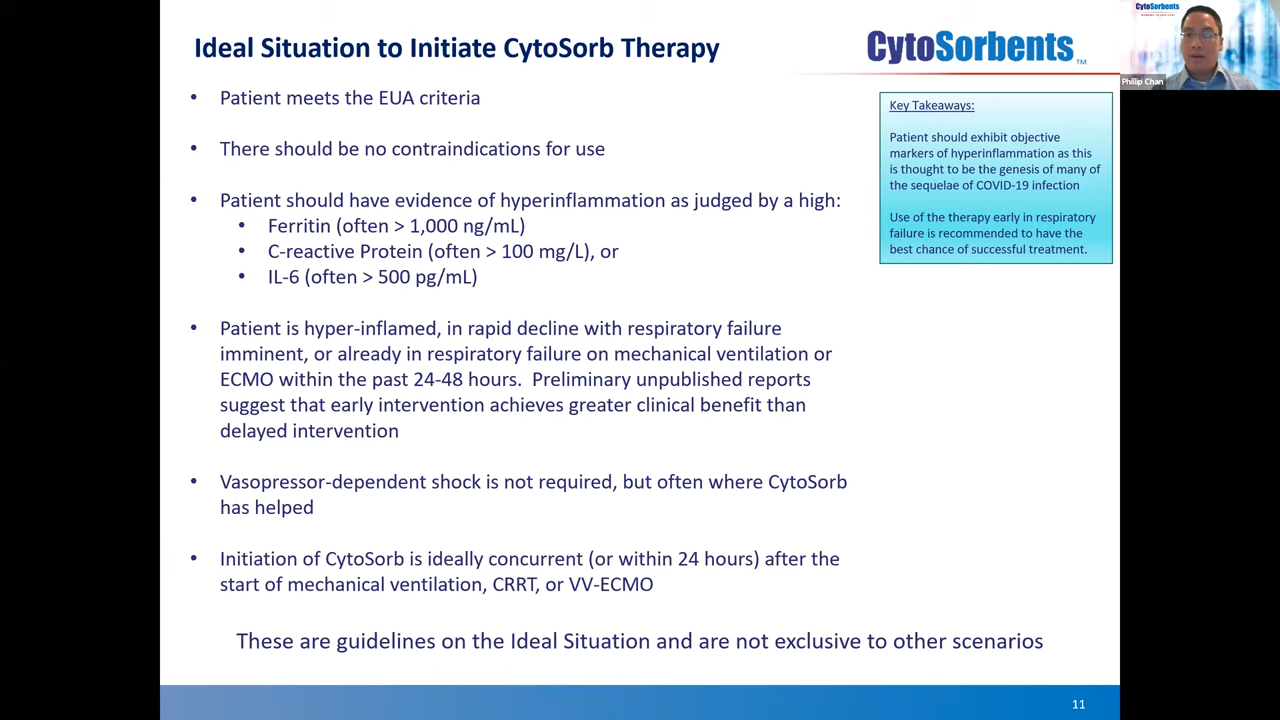 Ideal Situation to Initiate CytoSorb Therapy
CytoSorbents™
• Patient meets the EUA criteria
• There should be no contraindications for use
• Patient should have evidence of hyperinflammation as judged by a high:
• Ferritin (often > 1,000 ng/mL)
• C-reactive Protein (often > 100 mg/L), or
• IL-6 (often > 500 pg/mL)
• Patient is hyper-inflamed, in rapid decline with respiratory failure
imminent, or already in respiratory failure on mechanical ventilation or
ECMO within the past 24-48 hours. Preliminary unpublished reports
suggest that early intervention achieves greater clinical benefit than
delayed intervention
• Vasopressor-dependent shock is not required, but often where CytoSorb
has helped
• Initiation of CytoSorb is ideally concurrent (or within 24 hours) after the
start of mechanical ventilation, CRRT, or VV-ECMO
These are guidelines on the Ideal Situation and are not exclusive to other scenarios
Key Takeaways:
Patient should exhibit objective
markers of hyperinflammation as this
is thought to be the genesis of many of
the sequelae of COVID-19 infection
Use of the therapy early in respiratory
failure is recommended to have the
best chance of successful treatment.
11
CytoSorbents
Philip Chan